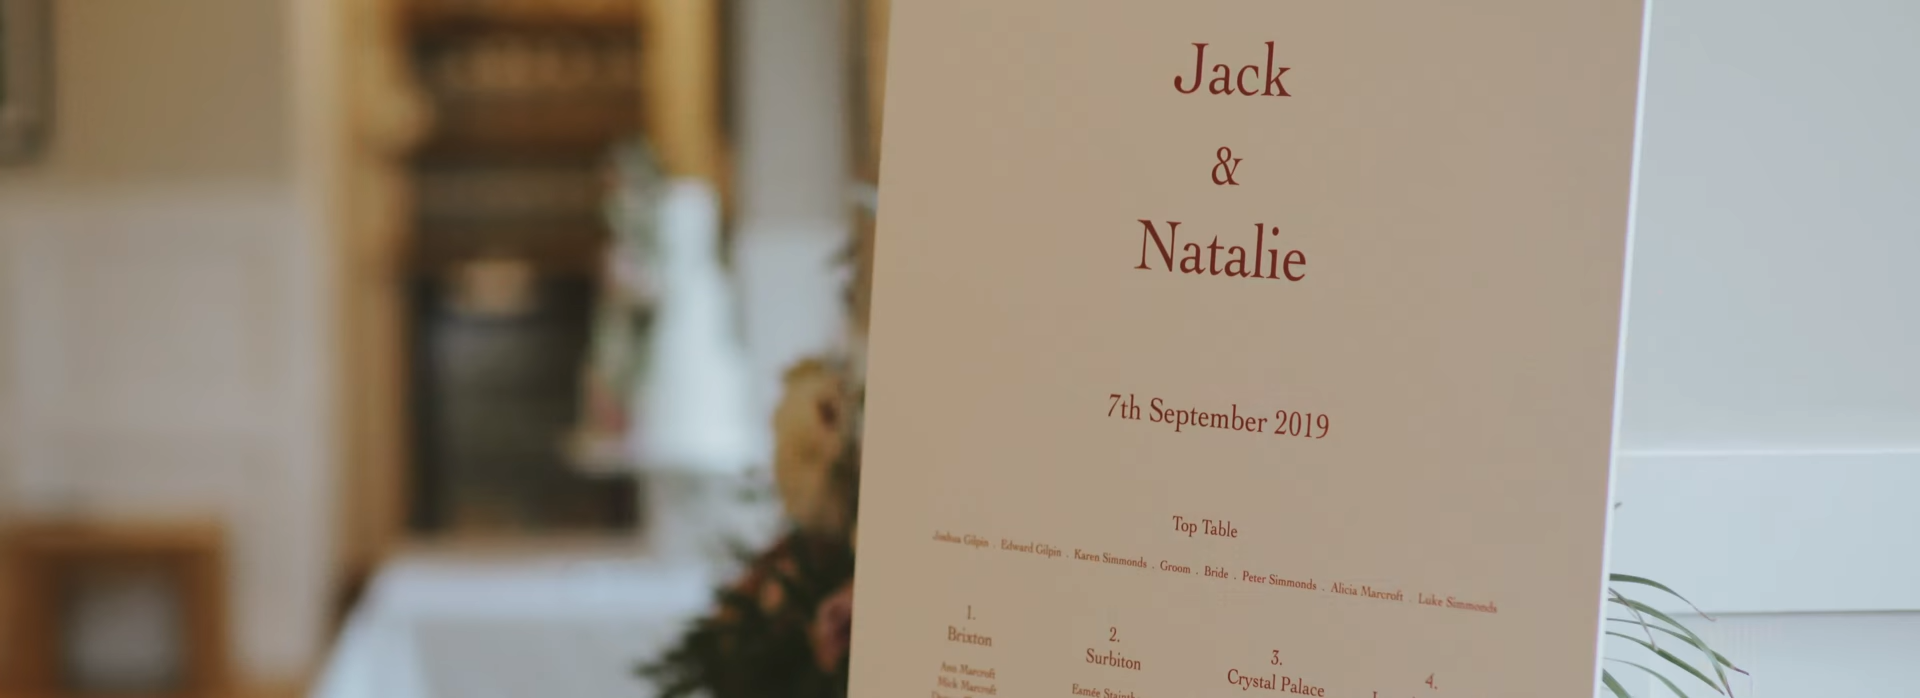 Jack
&
Natalie
7th September 2019
Top Table
Joshua Gilpin . Edward Gilpin . Karen Simmonds . Groom . Bride . Peter Simmonds . Alicia Marcroft . Luke Simmonds
1.
Brixton
Ann Marcroft
Mick Marcroft
2.
Surbiton
3.
Crystal Palace
4.